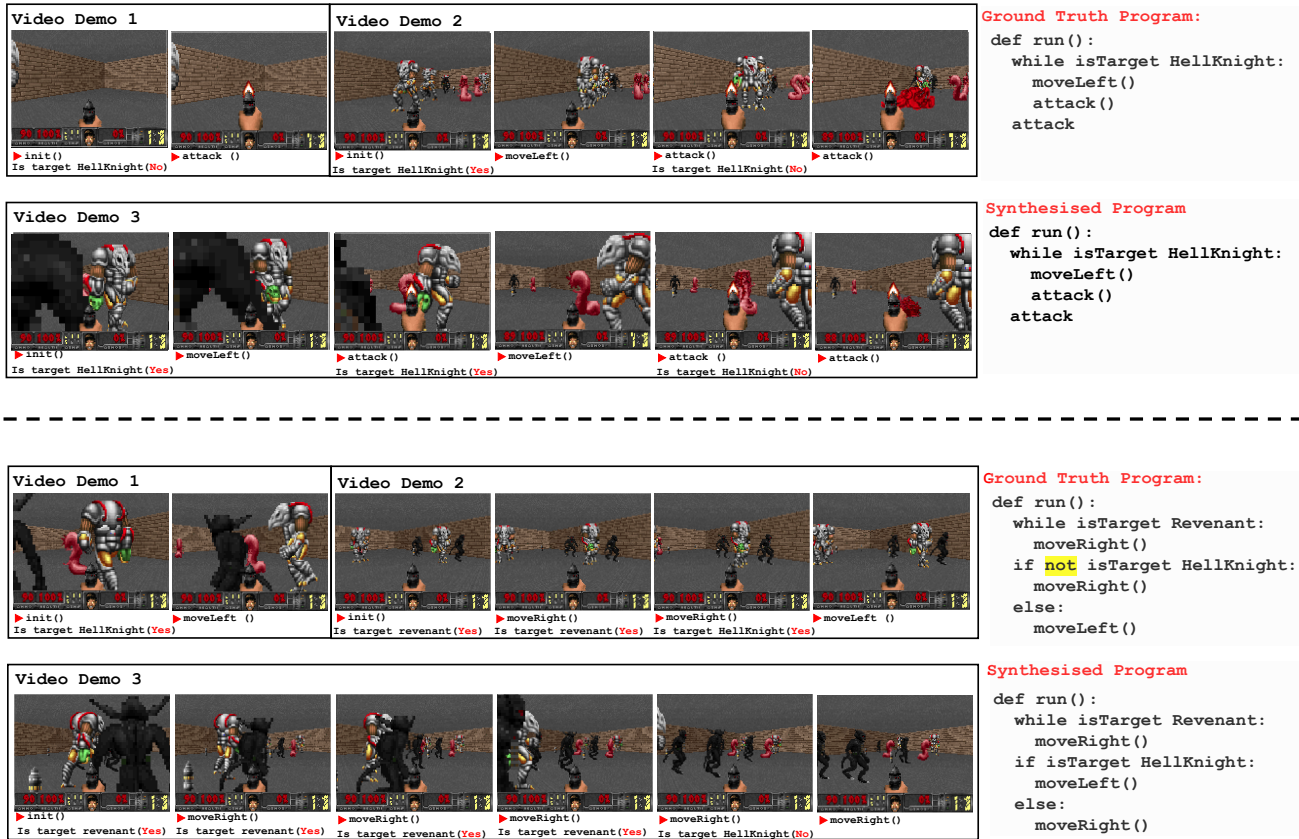 Video Demo 1
Video Demo 2
Ground Truth Program:
def run():
while isTarget HellKnight:
moveLeft()
attack()
attack
init()
Is target HellKnight(No)
attack ()
init()
Is target HellKnight(Yes)
moveLeft()
attack()
Is target HellKnight(No)
attack()
Video Demo 3
Synthesised Program
def run():
while isTarget HellKnight:
moveLeft()
attack()
attack
init()
Is target HellKnight(Yes)
moveLeft()
attack()
Is target HellKnight(Yes)
moveLeft()
attack ()
Is target HellKnight(No)
attack()
Video Demo 1
Video Demo 2
Ground Truth Program:
def run():
while isTarget Revenant:
moveRight()
if not isTarget HellKnight:
moveRight()
else:
moveLeft()
init()
Is target HellKnight(Yes)
moveLeft ()
init()
Is target revenant(Yes)
moveRight()
Is target revenant(Yes)
moveRight()
Is target HellKnight(Yes)
moveLeft ()
Video Demo 3
Synthesised Program
def run():
while isTarget Revenant:
moveRight()
if isTarget HellKnight:
moveLeft()
else:
moveRight()
init()
Is target revenant(Yes)
moveRight()
Is target revenant(Yes)
moveRight()
Is target revenant(Yes)
moveRight()
Is target revenant(Yes)
moveRight()
Is target HellKnight(No)
moveRight()